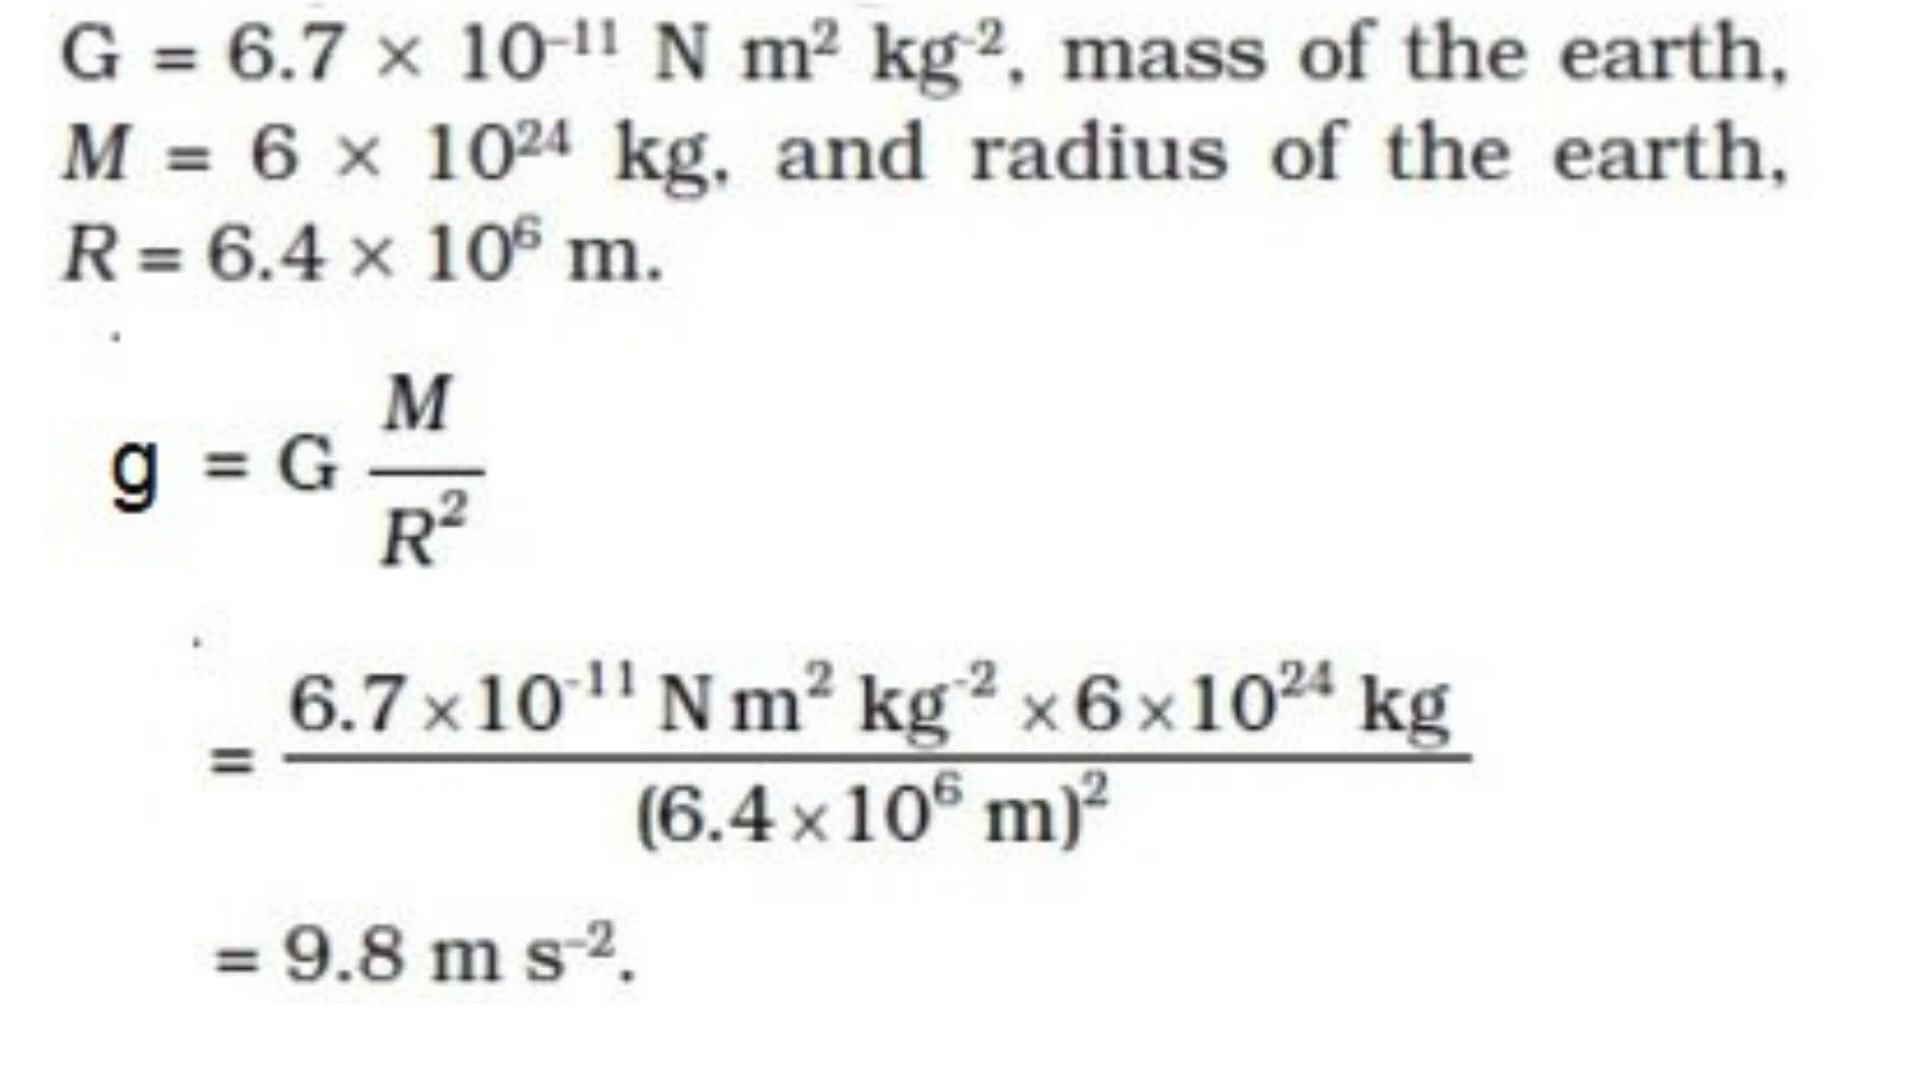 G = 6.7 × 10⁻¹¹ N m² kg⁻², mass of the earth,
M = 6 × 10²⁴ kg, and radius of the earth,
R = 6.4 × 10⁶ m.
g = G M / R²
= 6.7 × 10⁻¹¹ N m² kg⁻² × 6 × 10²⁴ kg / (6.4 × 10⁶ m)²
= 9.8 m s⁻².